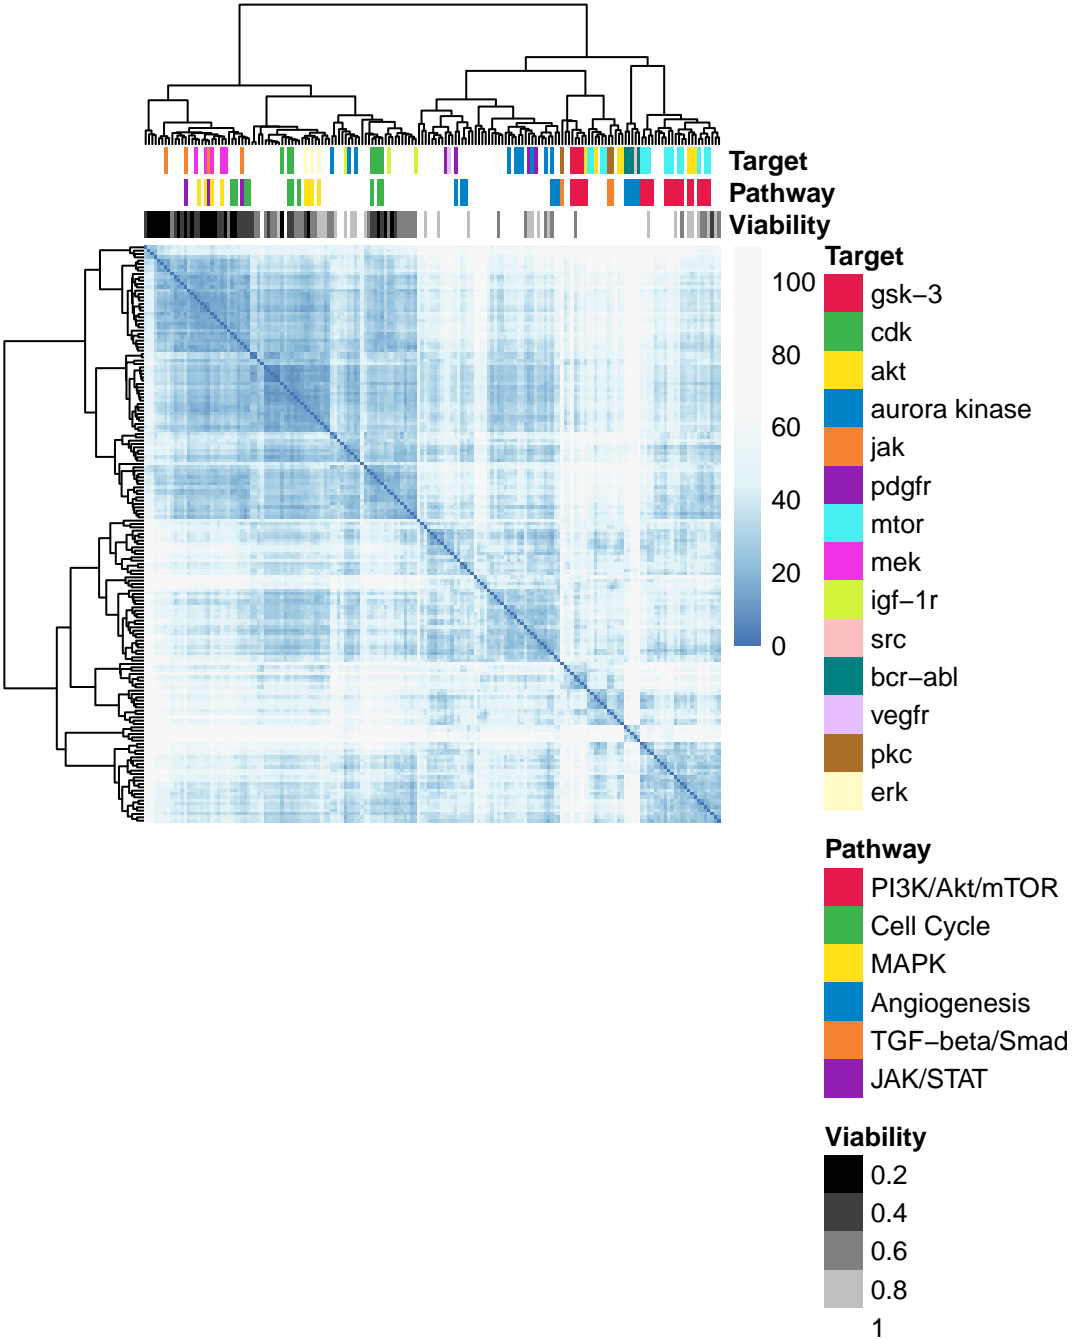 Target
Pathway
Viability
100
80
60
40
20
0
Target
gsk−3
cdk
akt
aurora kinase
jak
pdgfr
mtor
mek
igf−1r
src
bcr−abl
vegfr
pkc
erk
Pathway
PI3K/Akt/mTOR
Cell Cycle
MAPK
Angiogenesis
TGF−beta/Smad
JAK/STAT
Viability
0.2
0.4
0.6
0.8
1